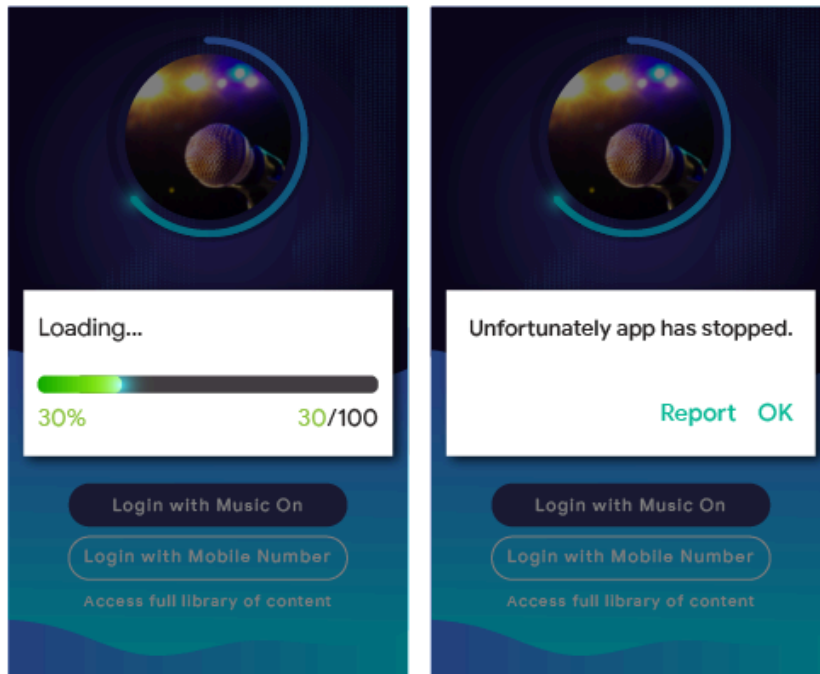 Loading...
30%
30/100
Login with Music On
Login with Mobile Number
Access full library of content
Unfortunately app has stopped.
Report OK
Login with Music On
Login with Mobile Number
Access full library of content